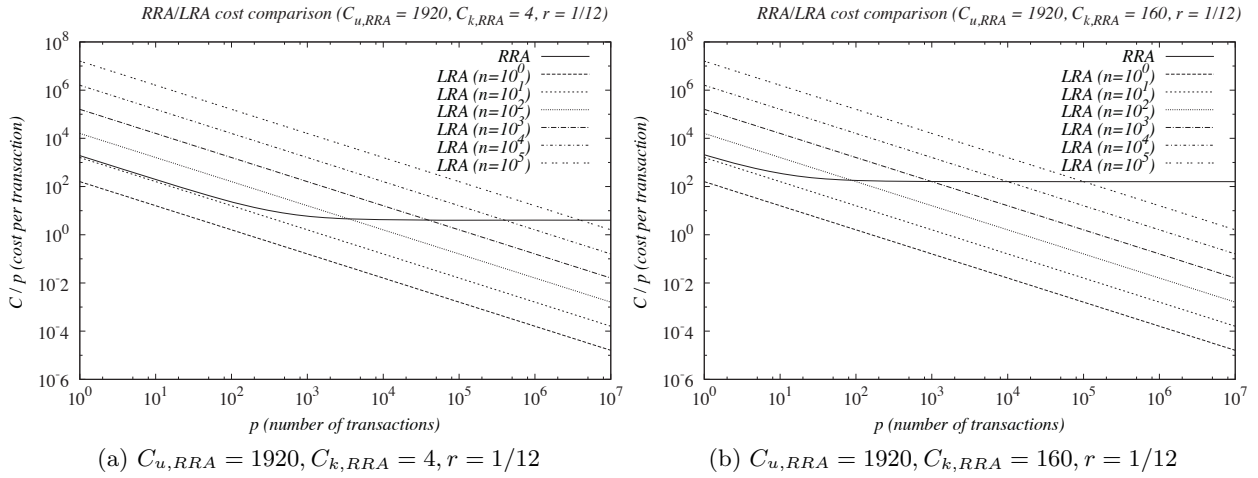 RRA/LRA cost comparison (C_{u,RRA} = 1920, C_{k,RRA} = 4, r = 1/12)
10^8
10^6
10^4
10^2
10^0
10^-2
10^-4
10^-6
C / p (cost per transaction)
RRA
LRA (n=10^0)
LRA (n=10^1)
LRA (n=10^2)
LRA (n=10^3)
LRA (n=10^4)
LRA (n=10^5)
10^0 10^1 10^2 10^3 10^4 10^5 10^6 10^7
p (number of transactions)
(a) C_{u,RRA} = 1920, C_{k,RRA} = 4, r = 1/12
RRA/LRA cost comparison (C_{u,RRA} = 1920, C_{k,RRA} = 160, r = 1/12)
10^8
10^6
10^4
10^2
10^0
10^-2
10^-4
10^-6
C / p (cost per transaction)
RRA
LRA (n=10^0)
LRA (n=10^1)
LRA (n=10^2)
LRA (n=10^3)
LRA (n=10^4)
LRA (n=10^5)
10^0 10^1 10^2 10^3 10^4 10^5 10^6 10^7
p (number of transactions)
(b) C_{u,RRA} = 1920, C_{k,RRA} = 160, r = 1/12